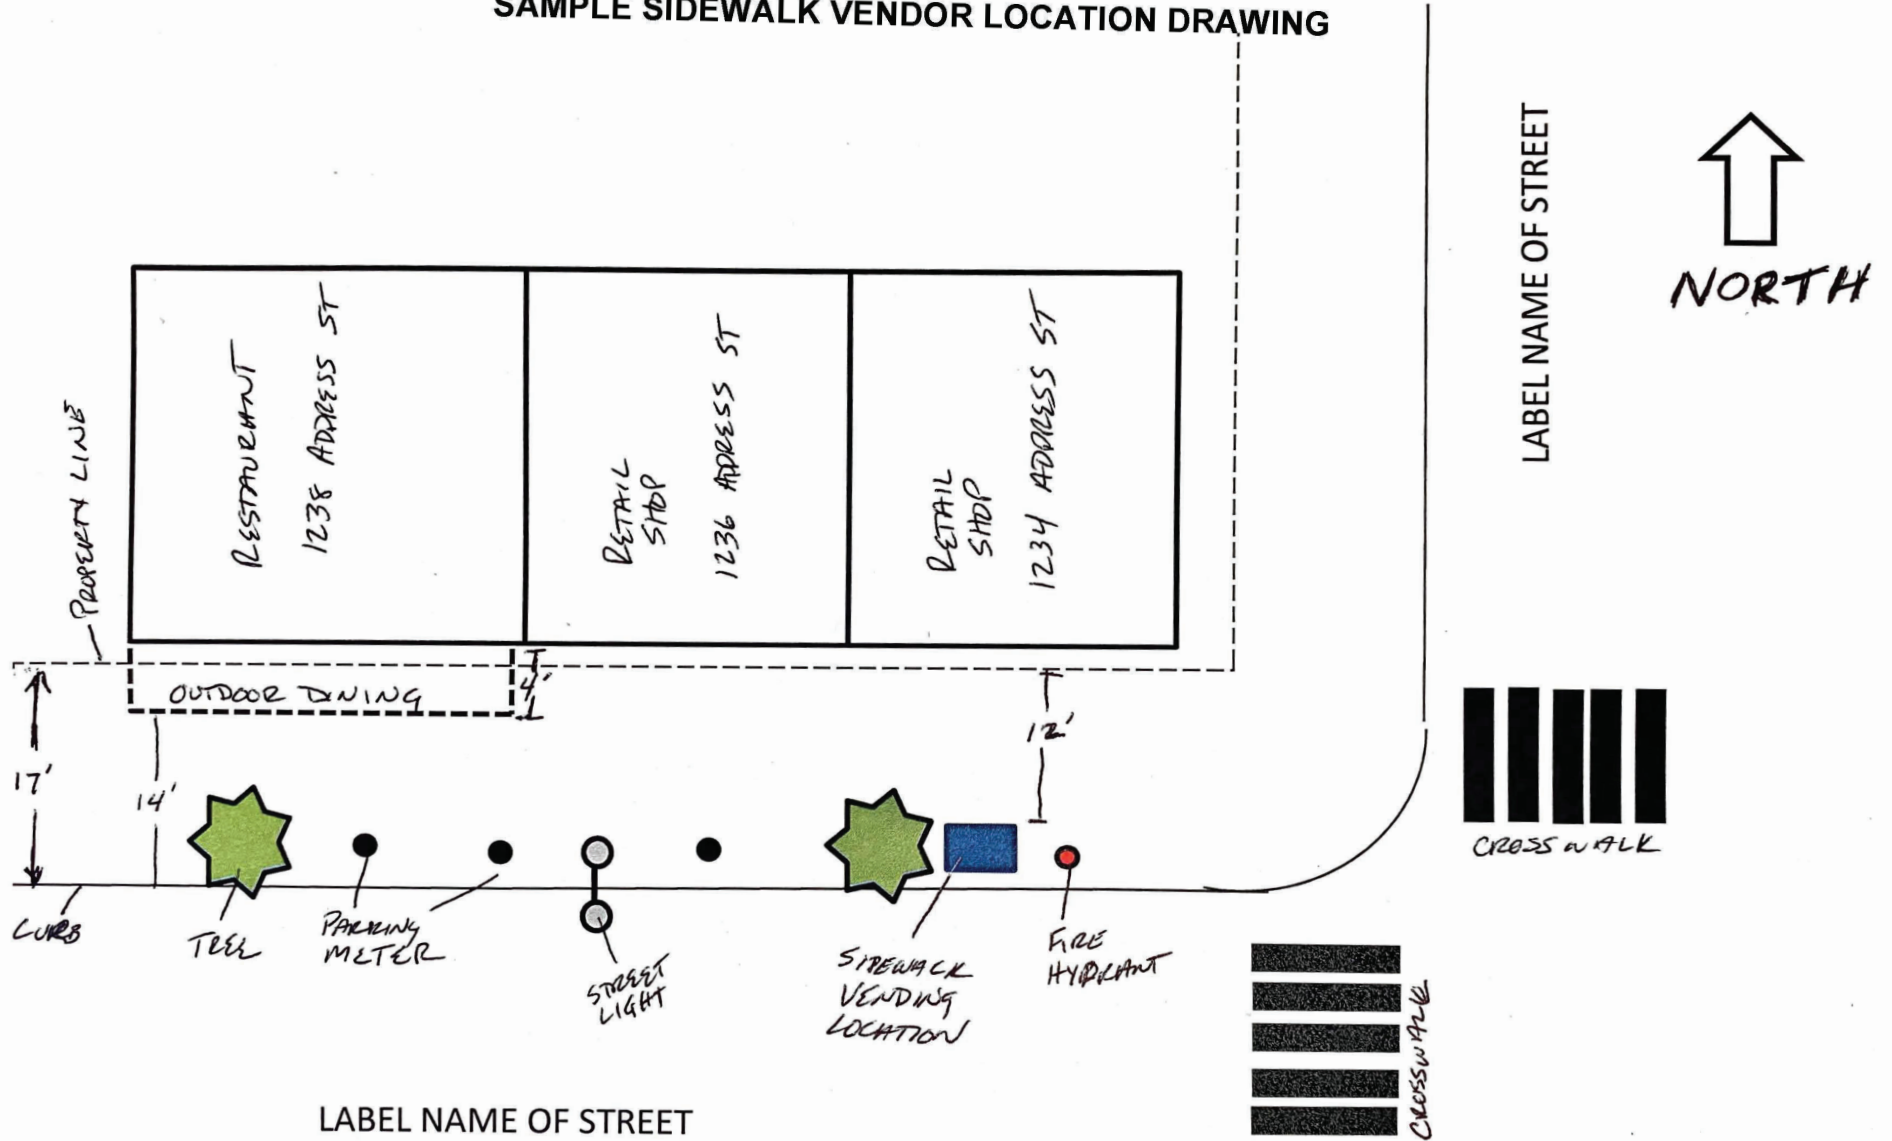 SAMPLE SIDEWALK VENDOR LOCATION DRAWING
LABEL NAME OF STREET
NORTH
RESTAURANT
1238 ADDRESS ST
RETAIL
SHOP
1236 ADDRESS ST
RETAIL
SHOP
1234 ADDRESS ST
PROPERTY LINE
OUTDOOR DINING
4'
12'
17'
14'
CROSSWALK
CURB
TREE
PARKING
METER
STREET
LIGHT
SIDEWALK
VENDING
LOCATION
FIRE
HYDRANT
CROSSWALK
LABEL NAME OF STREET